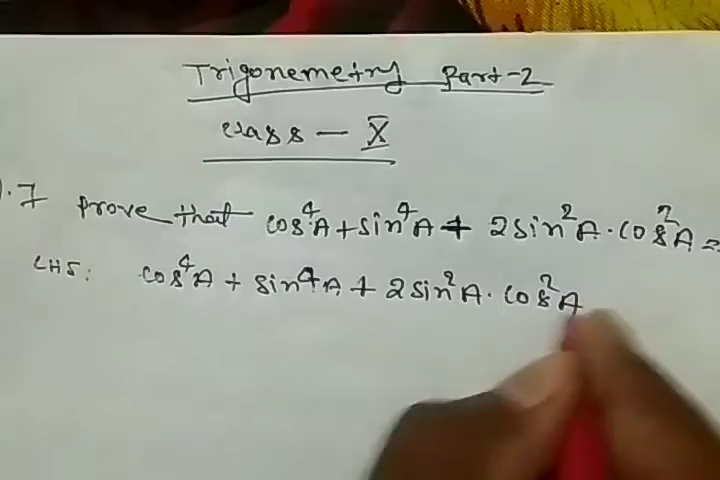 Trigonemetry Part-2
class - X
.7 prove that cos⁴A + sin⁴A + 2sin²A · cos²A =
LHS: cos⁴A + sin⁴A + 2sin²A · cos²A